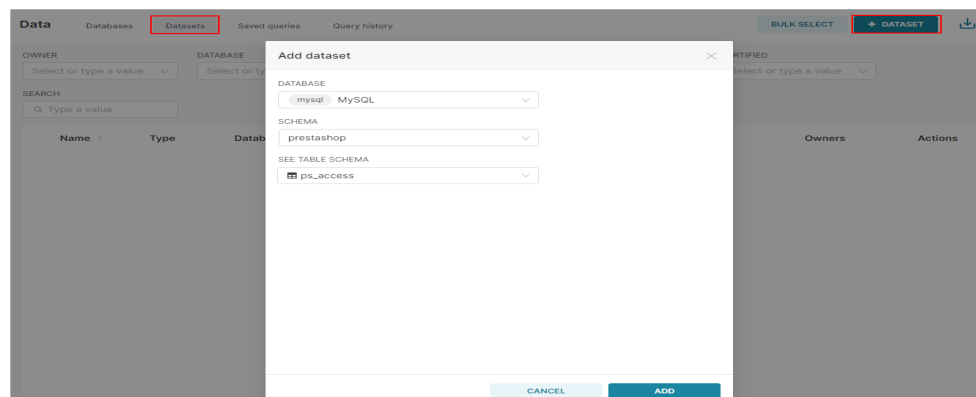 Data Databases Datasets Saved queries Query history BULK SELECT + DATASET
OWNER DATABASE RTIFIED
Select or type a value Select or ty select or type a value
SEARCH
Type a value
Name Type Datab Owners Actions
Add dataset
DATABASE
mysql MySQL
SCHEMA
prestashop
SEE TABLE SCHEMA
ps_access
CANCEL ADD